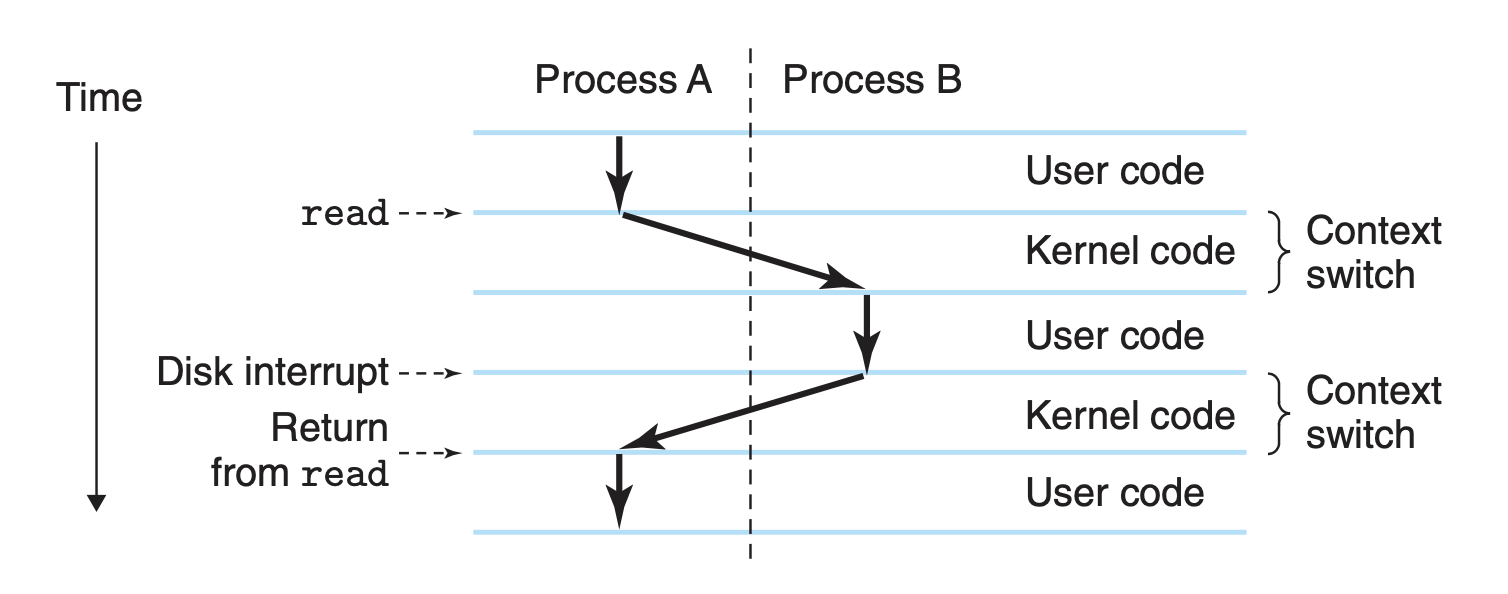 Process A
Process B
Time
User code
read
Kernel code
Context
switch
User code
Disk interrupt
Kernel code
Context
switch
Return
from read
User code